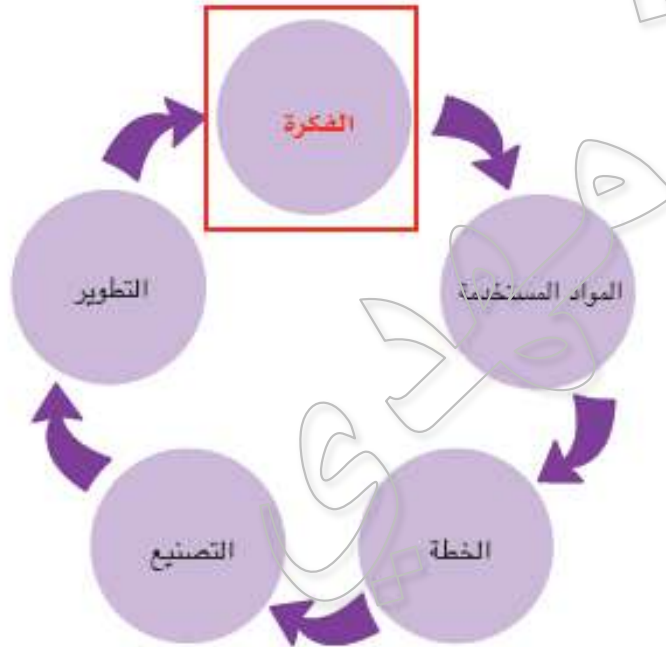 الفكرة
المواد المستخدمة
الخطة
التصنيع
التطوير